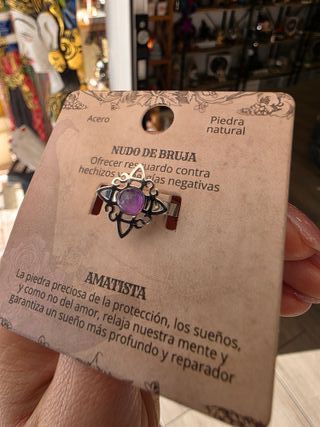 Acero
Piedra
natural
NUDO DE BRUJA
Ofrecer resguardo contra
hechizos negativas
AMATISTA
La piedra preciosa de la protección, los sueños,
y como no del amor, relaja nuestra mente y
garantiza un sueño más profundo y reparador